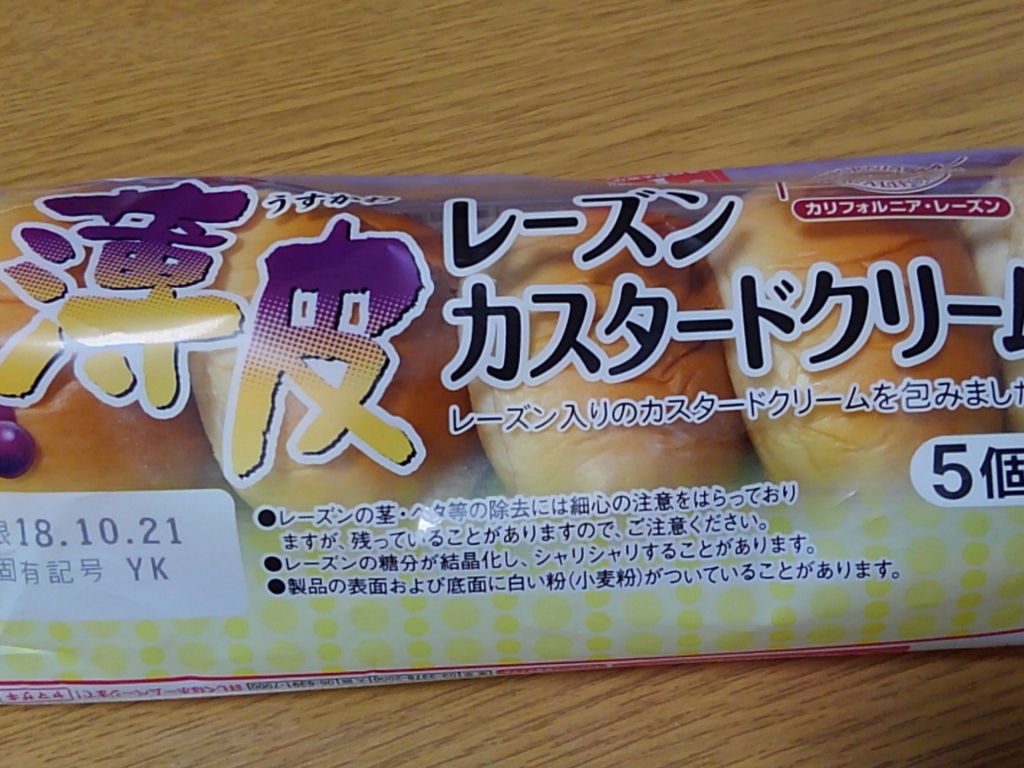 うすかわ
薄皮
レーズン
カスタードクリーム
レーズン入りのカスタードクリームを包みました
カリフォルニア・レーズン
5個
●レーズンの茎・ヘタ等の除去には細心の注意をはらっており
ますが、残っていることがありますので、ご注意ください。
●レーズンの糖分が結晶化し、シャリシャリすることがあります。
●製品の表面および底面に白い粉(小麦粉)がついていることがあります。
限18.10.21
固有記号 YK